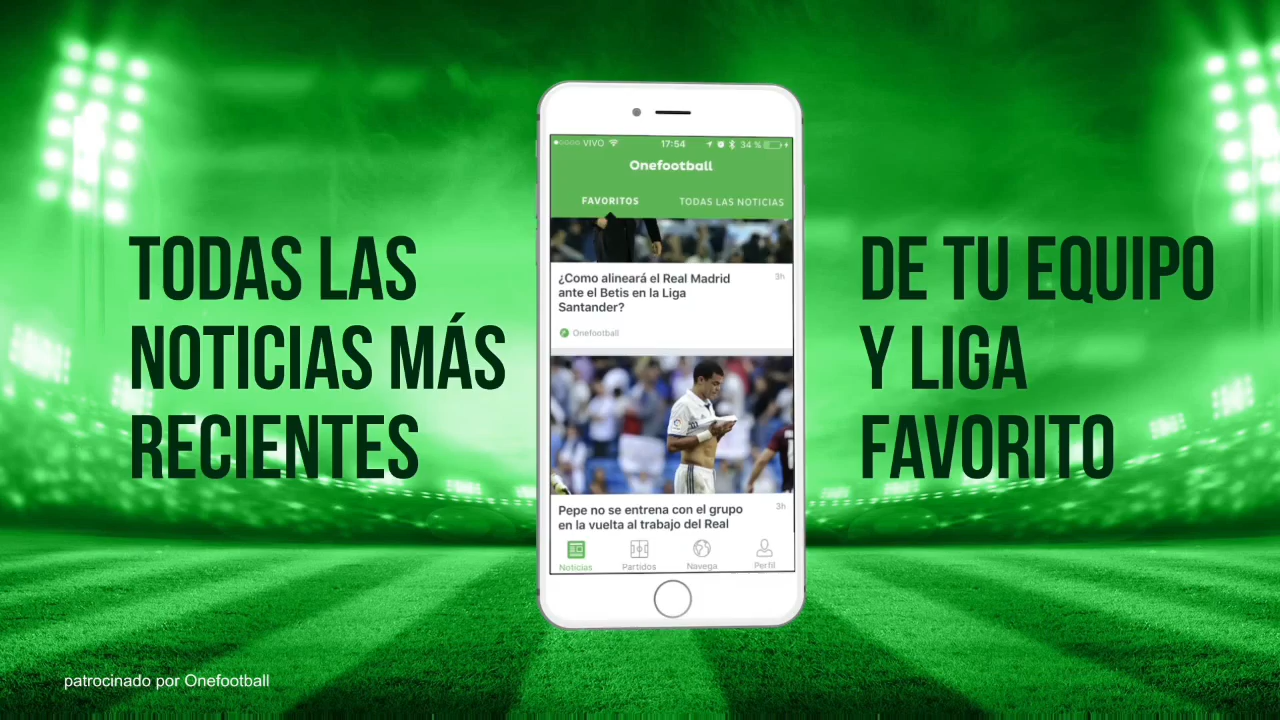 TODAS LAS
NOTICIAS MÁS
RECIENTES
VIVO 17:54 34 %
Onefootball
FAVORITOS TODAS LAS NOTICIAS
¿Como alineará el Real Madrid 3h
ante el Betis en la Liga
Santander?
Onefootball
Pepe no se entrena con el grupo 3h
en la vuelta al trabajo del Real
Noticias Partidos Navega Perfil
DE TU EQUIPO
Y LIGA
FAVORITO
patrocinado por Onefootball